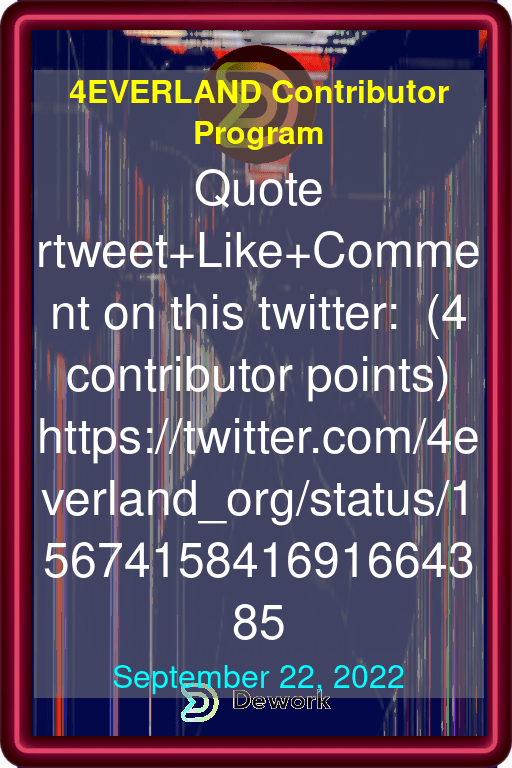 4EVERLAND Contributor
Program
Quote
rtweet+Like+Comme
nt on this twitter:  (4
contributor points)
https://twitter.com/4e
verland_org/status/1
56741584169166443
85
September 22, 2022
Dework